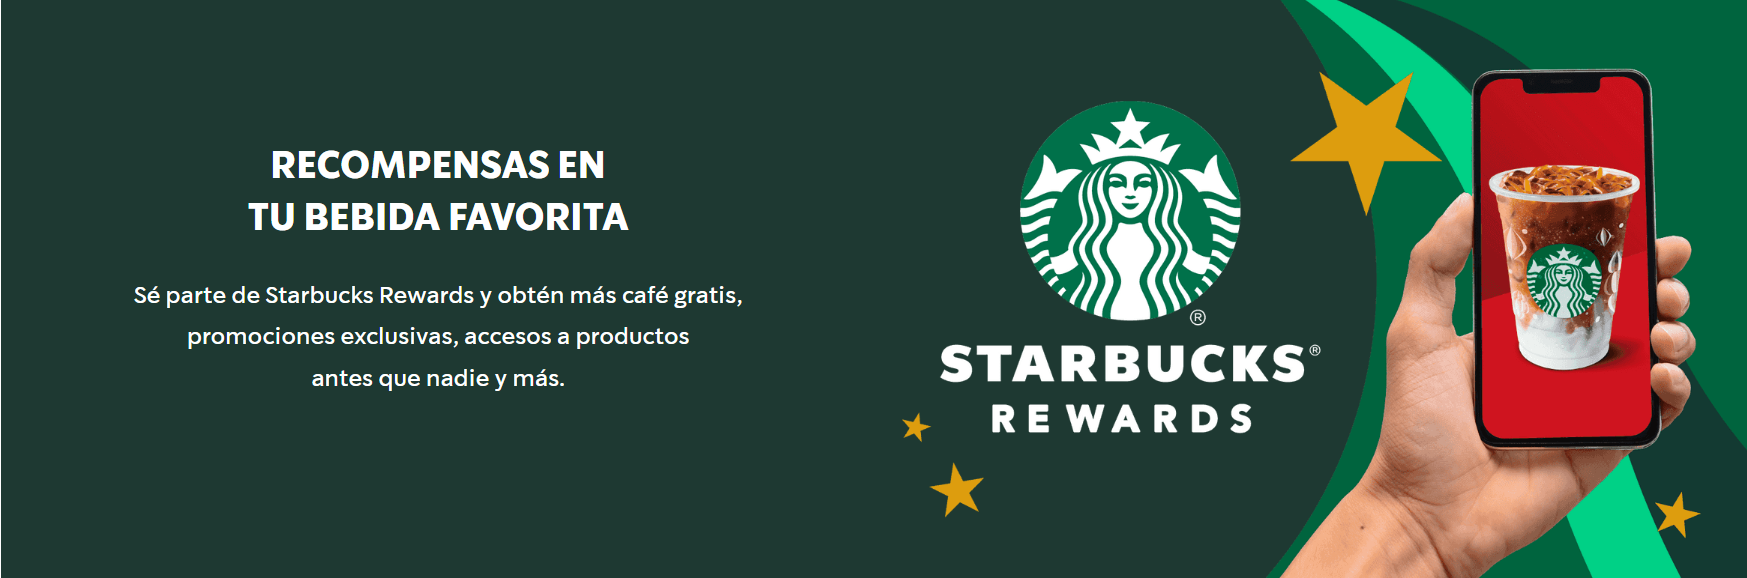 RECOMPENSAS EN
TU BEBIDA FAVORITA
Sé parte de Starbucks Rewards y obtén más café gratis,
promociones exclusivas, accesos a productos
antes que nadie y más.
®
STARBUCKS®
REWARDS